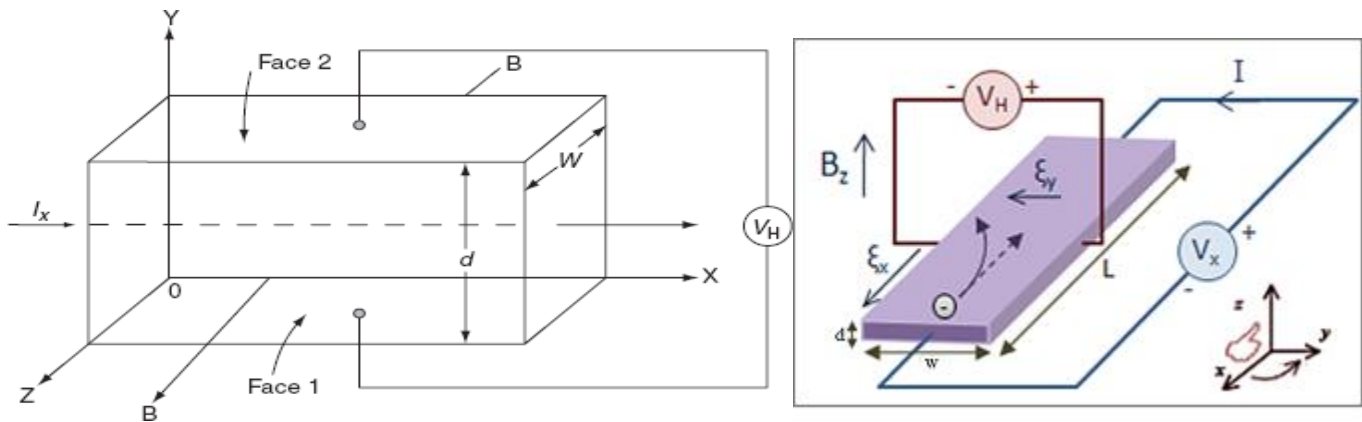 Y
Face 2
B
W
I_x
d
V_H
0
X
Face 1
Z
B
I
- V_H +
B_z
ξ_y
ξ_x
L
+
V_x
-
-
d
w
z
y
x